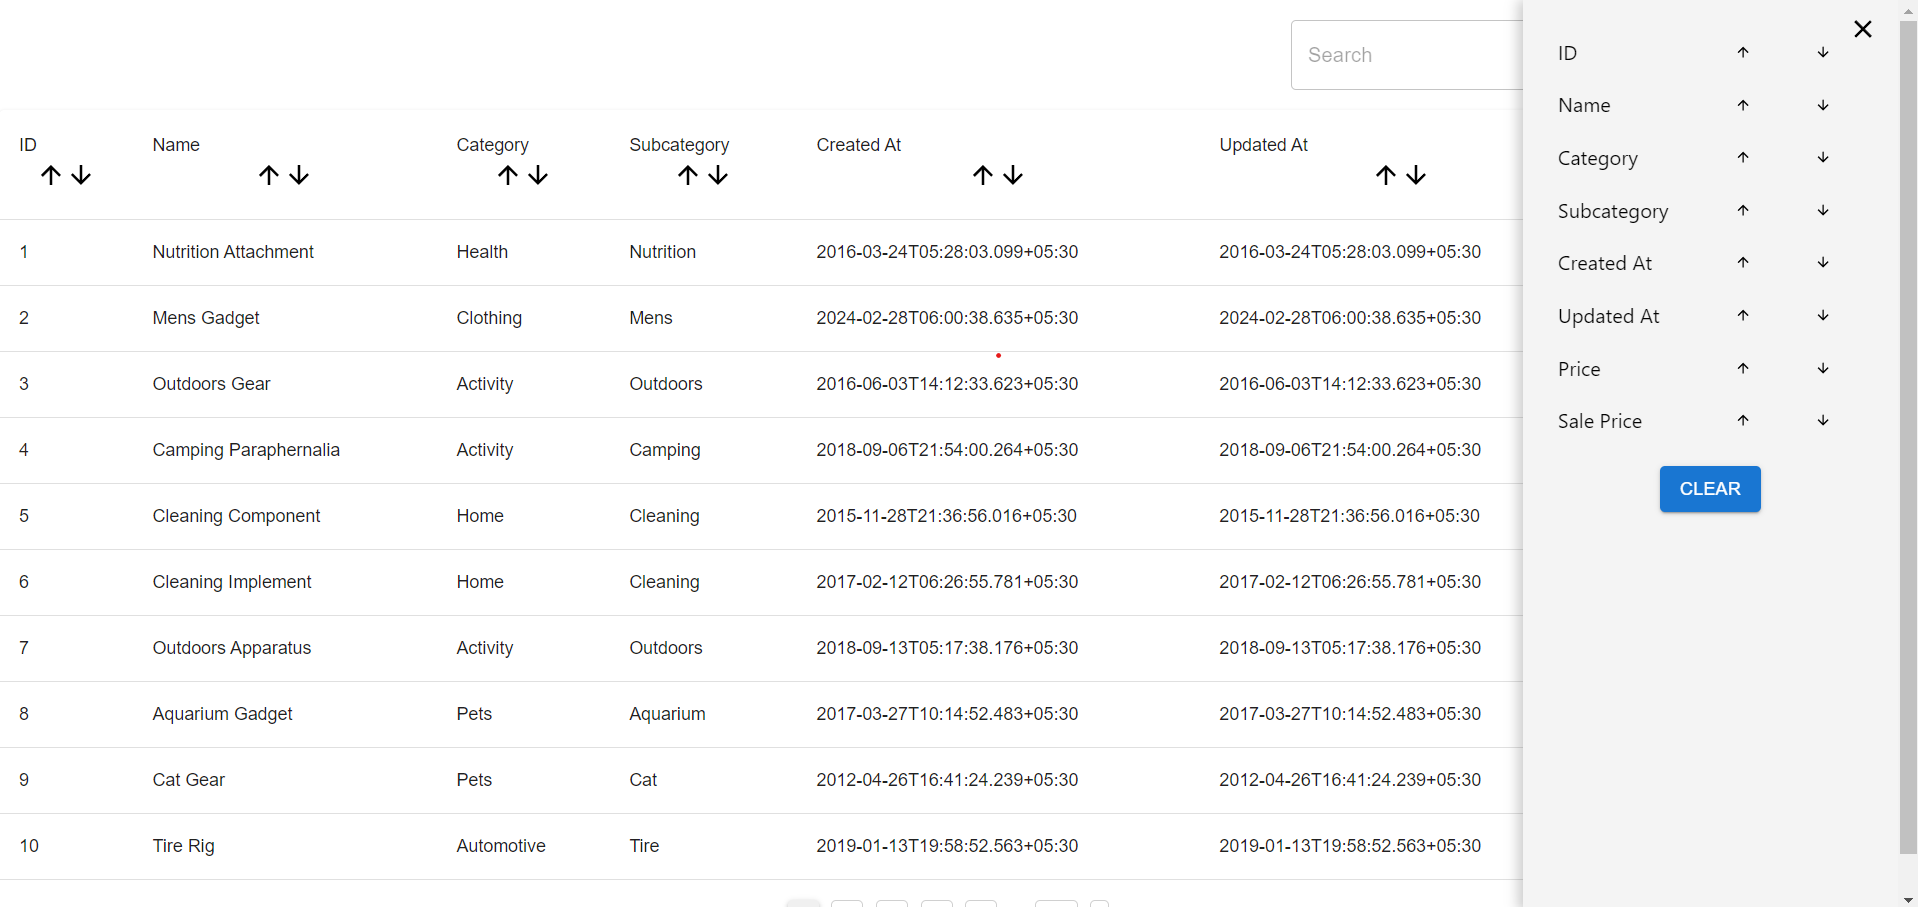 Search
ID Name Category Subcategory Created At Updated At
1 Nutrition Attachment Health Nutrition 2016-03-24T05:28:03.099+05:30 2016-03-24T05:28:03.099+05:30
2 Mens Gadget Clothing Mens 2024-02-28T06:00:38.635+05:30 2024-02-28T06:00:38.635+05:30
3 Outdoors Gear Activity Outdoors 2016-06-03T14:12:33.623+05:30 2016-06-03T14:12:33.623+05:30
4 Camping Paraphernalia Activity Camping 2018-09-06T21:54:00.264+05:30 2018-09-06T21:54:00.264+05:30
5 Cleaning Component Home Cleaning 2015-11-28T21:36:56.016+05:30 2015-11-28T21:36:56.016+05:30
6 Cleaning Implement Home Cleaning 2017-02-12T06:26:55.781+05:30 2017-02-12T06:26:55.781+05:30
7 Outdoors Apparatus Activity Outdoors 2018-09-13T05:17:38.176+05:30 2018-09-13T05:17:38.176+05:30
8 Aquarium Gadget Pets Aquarium 2017-03-27T10:14:52.483+05:30 2017-03-27T10:14:52.483+05:30
9 Cat Gear Pets Cat 2012-04-26T16:41:24.239+05:30 2012-04-26T16:41:24.239+05:30
10 Tire Rig Automotive Tire 2019-01-13T19:58:52.563+05:30 2019-01-13T19:58:52.563+05:30
ID
Name
Category
Subcategory
Created At
Updated At
Price
Sale Price
CLEAR